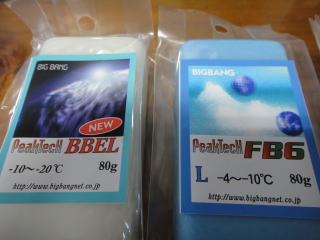 BIG BANG
NEW
PeakTecH
BBEL
-10～-20℃ 80g
http://www.bigbangnet.co.jp
BIGBANG
PeakTecH FB6
L -4～-10℃ 80g
http://www.bigbangnet.co.jp